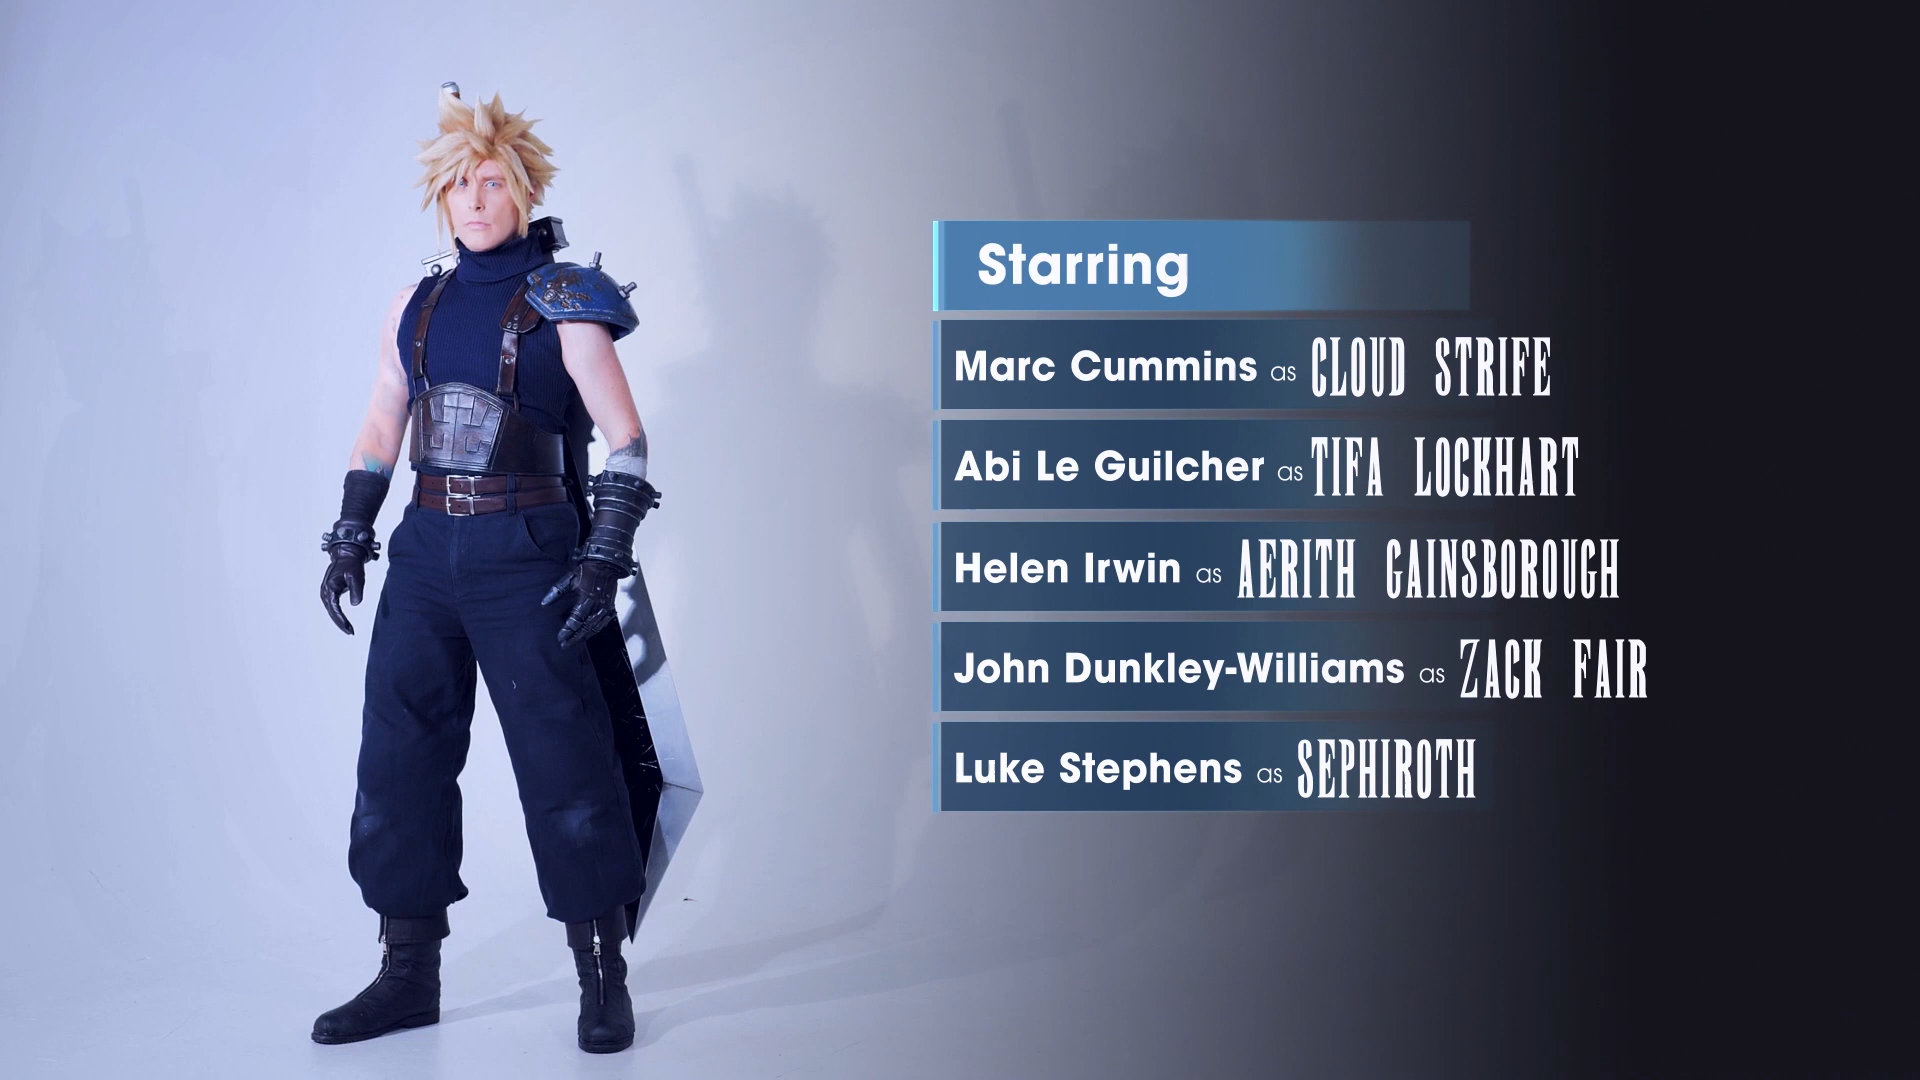 Starring
Marc Cummins as CLOUD STRIFE
Abi Le Guilcher as TIFA LOCKHART
Helen Irwin as AERITH GAINSBOROUGH
John Dunkley-Williams as ZACK FAIR
Luke Stephens as SEPHIROTH